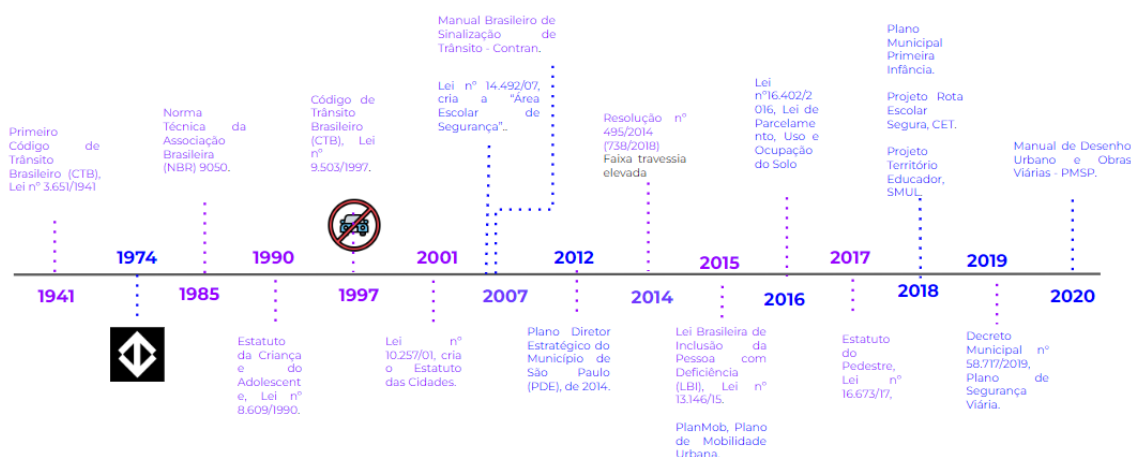 Manual Brasileiro de
Sinalização de
Trânsito - Contran.
Lei nº 14.492/07,
cria a “Área
Escolar de
Segurança”..
Plano
Municipal
Primeira
Infância.
Projeto Rota
Escolar
Segura, CET.
Projeto
Território
Educador,
SMUL.
Primeiro
Código de
Trânsito
Brasileiro (CTB),
Lei nº 3.651/1941
Norma
Técnica da
Associação
Brasileira
(NBR) 9050.
Código de
Trânsito
Brasileiro
(CTB), Lei
nº
9.503/1997.
Resolução nº
495/2014
(738/2018)
Faixa travessia
elevada
Lei
nº16.402/2
016, Lei de
Parcelame
nto, Uso e
Ocupação
do Solo
Manual de Desenho
Urbano e Obras
Viárias - PMSP.
1974
1990
2001
2012
2015
2017
2019
1941
1985
1997
2007
2014
2016
2018
2020
Estatuto
da Criança
e do
Adolescent
e, Lei nº
8.609/1990.
Lei nº
10.257/01, cria
o Estatuto
das Cidades.
Plano Diretor
Estratégico do
Município de
São Paulo
(PDE), de 2014.
Lei Brasileira de
Inclusão da
Pessoa com
Deficiência
(LBI), Lei nº
13.146/15.
PlanMob, Plano
de Mobilidade
Urbana.
Estatuto
do
Pedestre,
Lei nº
16.673/17,
Decreto
Municipal nº
58.717/2019,
Plano de
Segurança
Viária.